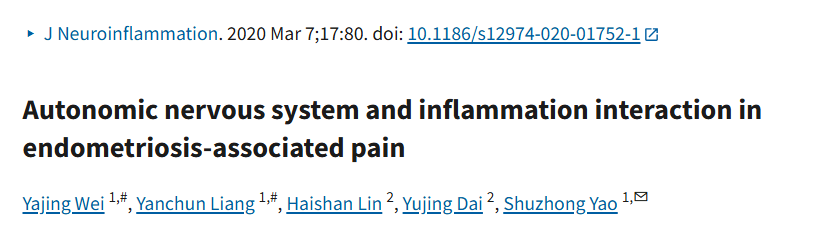 ▸ J Neuroinflammation. 2020 Mar 7;17:80. doi: 10.1186/s12974-020-01752-1
Autonomic nervous system and inflammation interaction in
endometriosis-associated pain
Yajing Wei 1,#, Yanchun Liang 1,#, Haishan Lin 2, Yujing Dai 2, Shuzhong Yao 1,✉